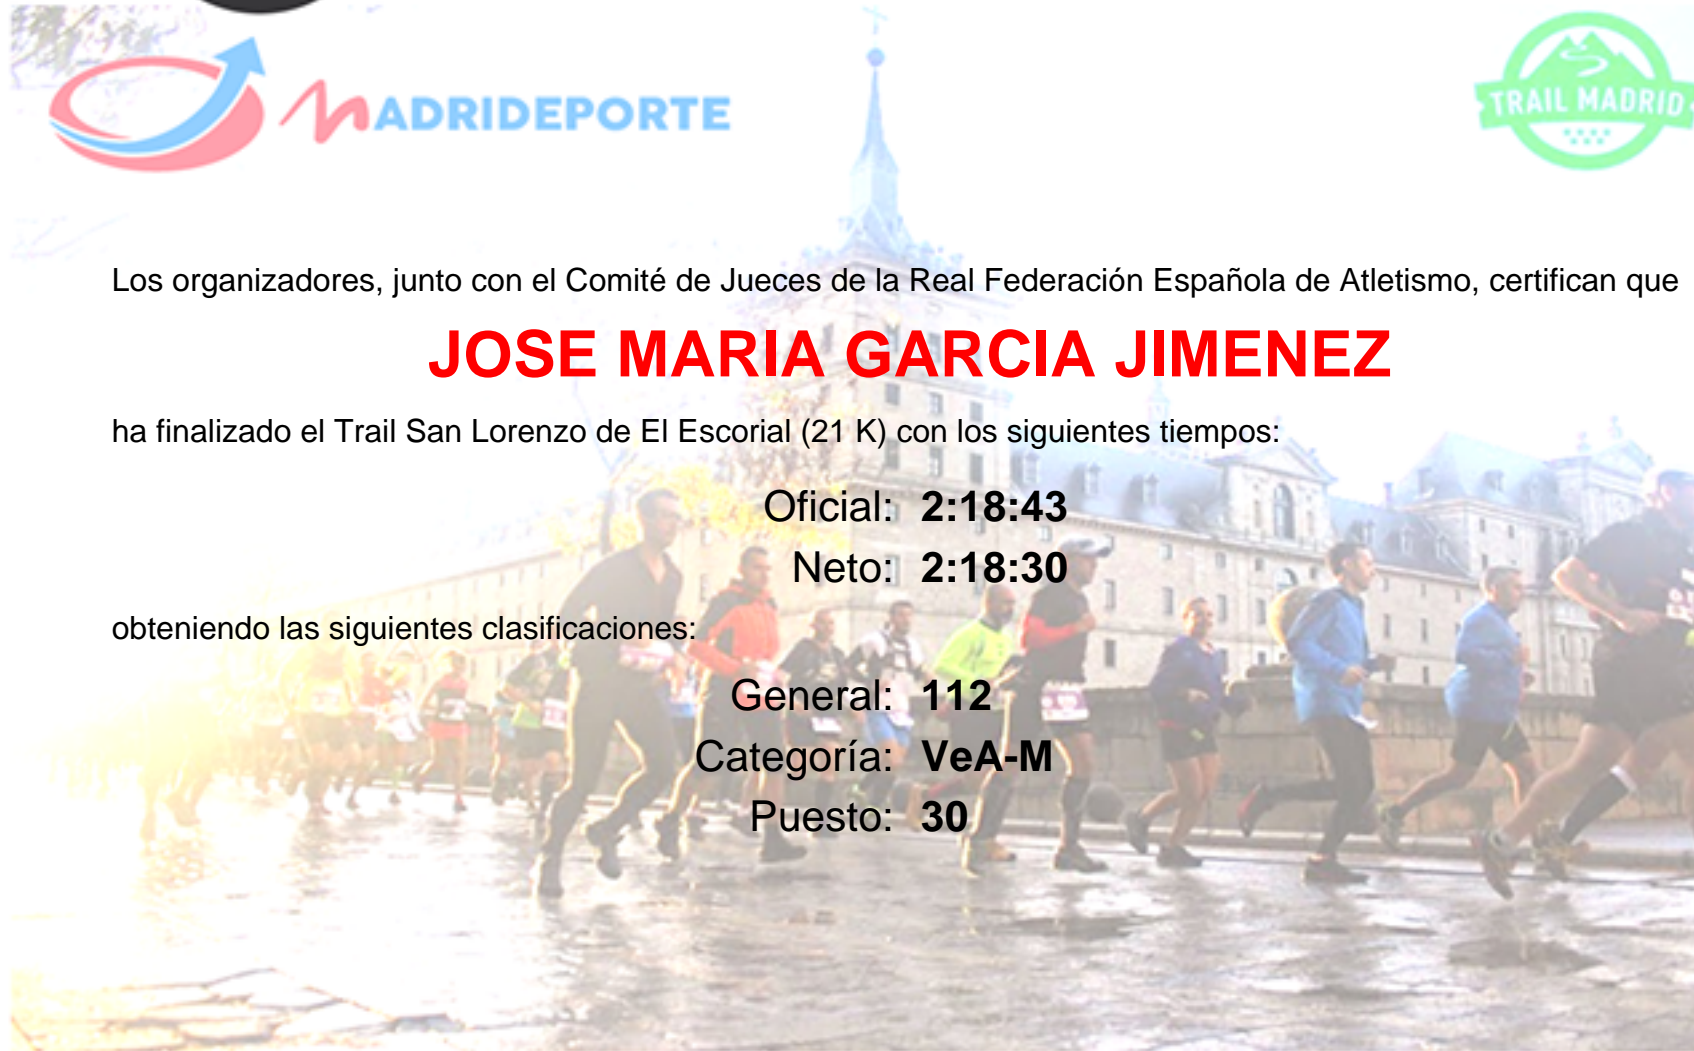 MADRIDEPORTE
TRAIL MADRID
Los organizadores, junto con el Comité de Jueces de la Real Federación Española de Atletismo, certifican que
JOSE MARIA GARCIA JIMENEZ
ha finalizado el Trail San Lorenzo de El Escorial (21 K) con los siguientes tiempos:
Oficial: 2:18:43
Neto: 2:18:30
obteniendo las siguientes clasificaciones:
General: 112
Categoría: VeA-M
Puesto: 30